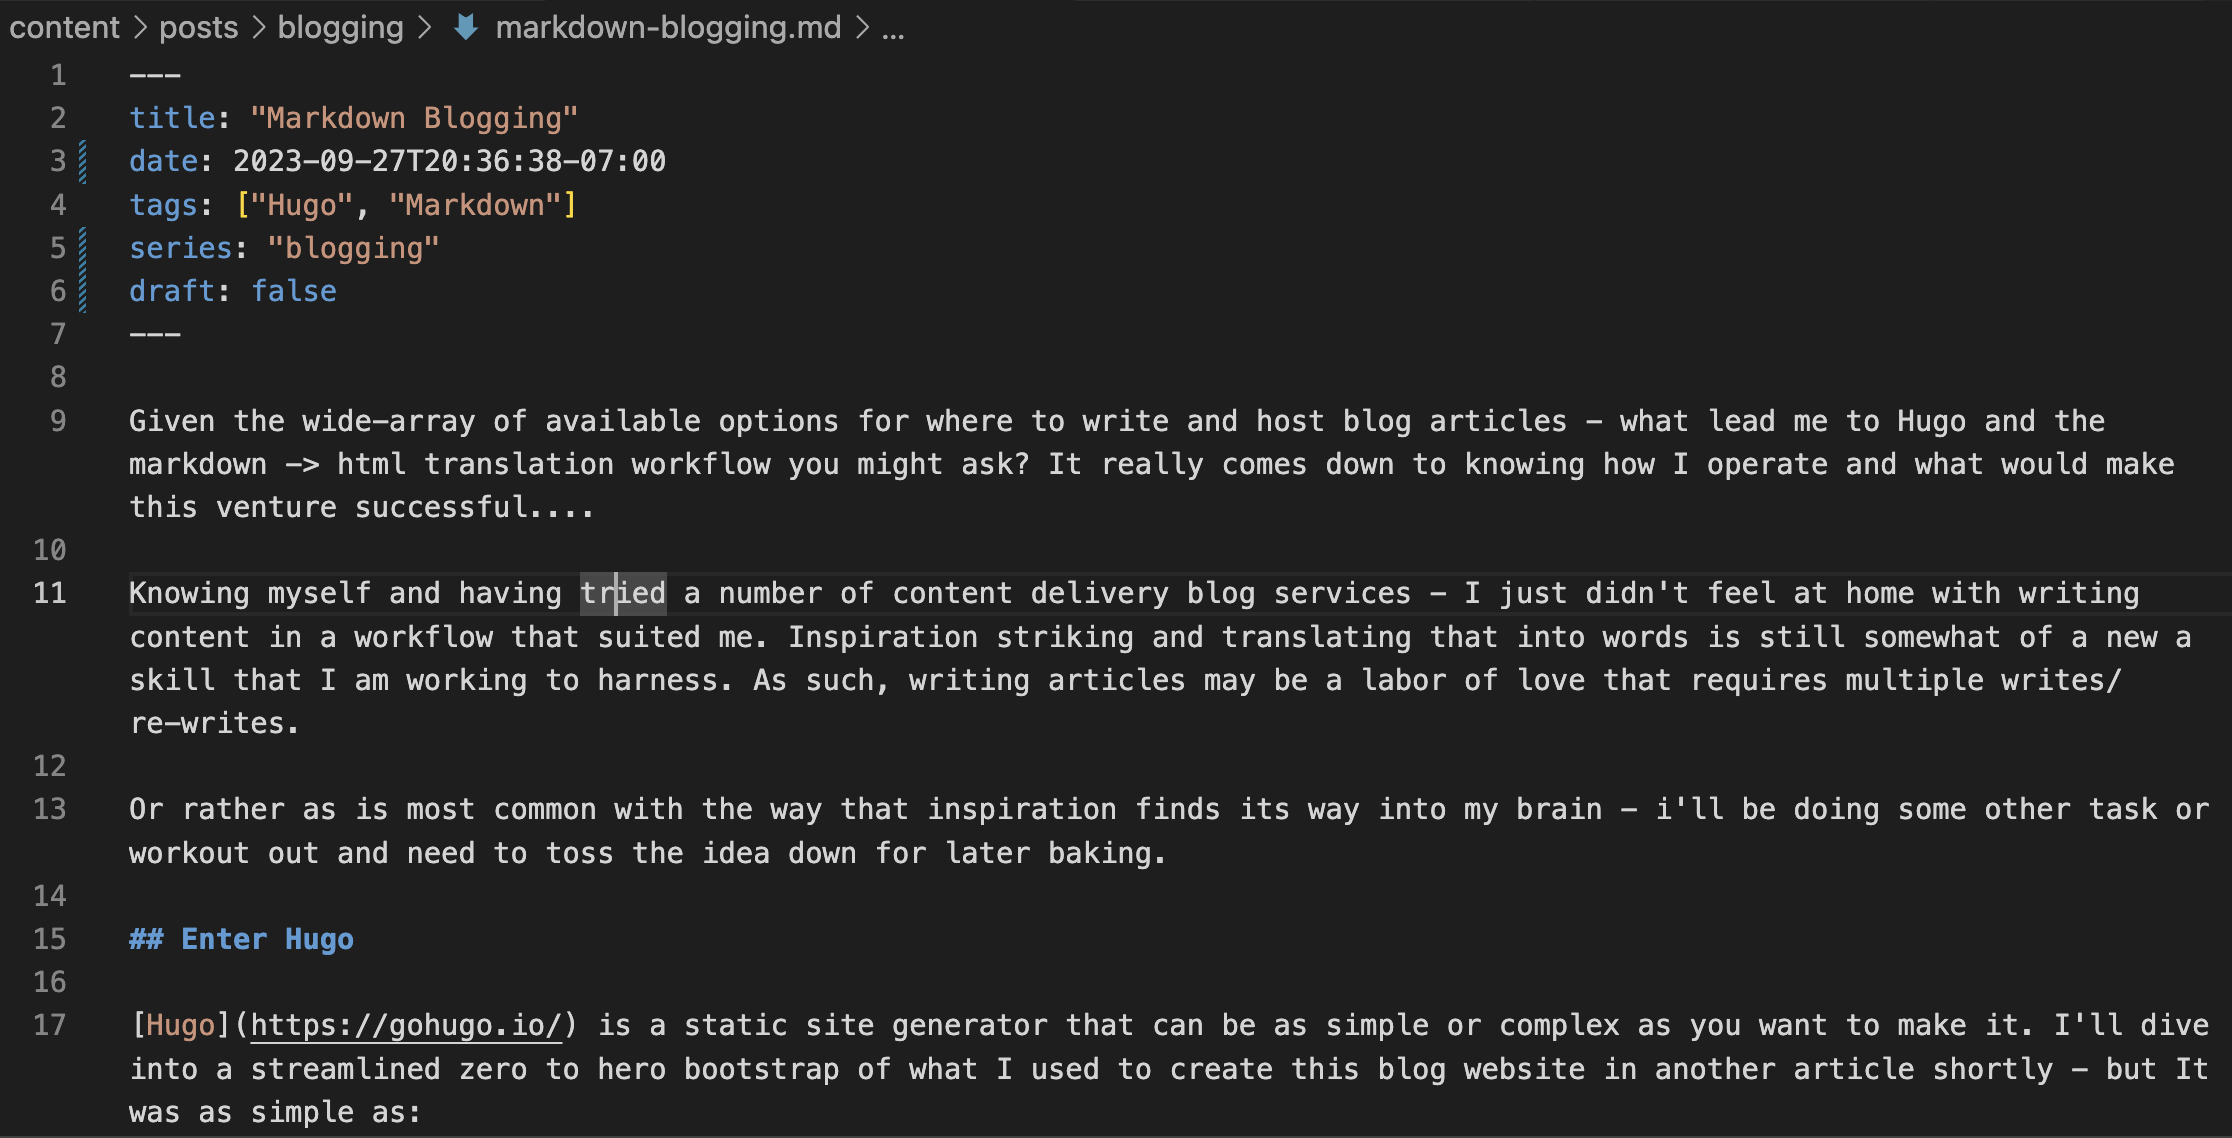 content > posts > blogging > markdown-blogging.md > ...
1 ---
2 title: "Markdown Blogging"
3 date: 2023-09-27T20:36:38-07:00
4 tags: ["Hugo", "Markdown"]
5 series: "blogging"
6 draft: false
7 ---
8
9 Given the wide-array of available options for where to write and host blog articles - what lead me to Hugo and the
markdown -> html translation workflow you might ask? It really comes down to knowing how I operate and what would make
this venture successful....
10
11 Knowing myself and having tried a number of content delivery blog services - I just didn't feel at home with writing
content in a workflow that suited me. Inspiration striking and translating that into words is still somewhat of a new a
skill that I am working to harness. As such, writing articles may be a labor of love that requires multiple writes/
re-writes.
12
13 Or rather as is most common with the way that inspiration finds its way into my brain - i'll be doing some other task or
workout out and need to toss the idea down for later baking.
14
15 ## Enter Hugo
16
17 [Hugo](https://gohugo.io/) is a static site generator that can be as simple or complex as you want to make it. I'll dive
into a streamlined zero to hero bootstrap of what I used to create this blog website in another article shortly - but It
was as simple as: